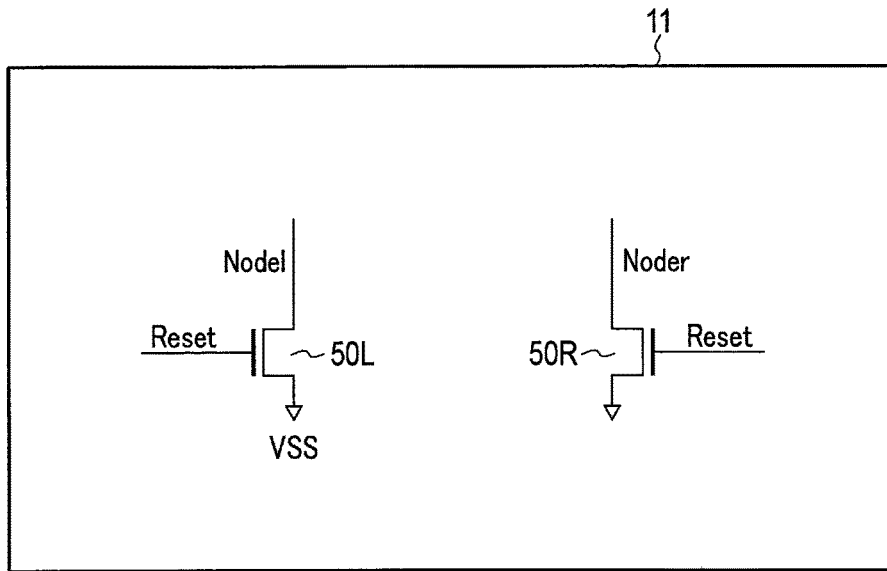 11
Nodel
Noder
Reset
50L
50R
Reset
VSS